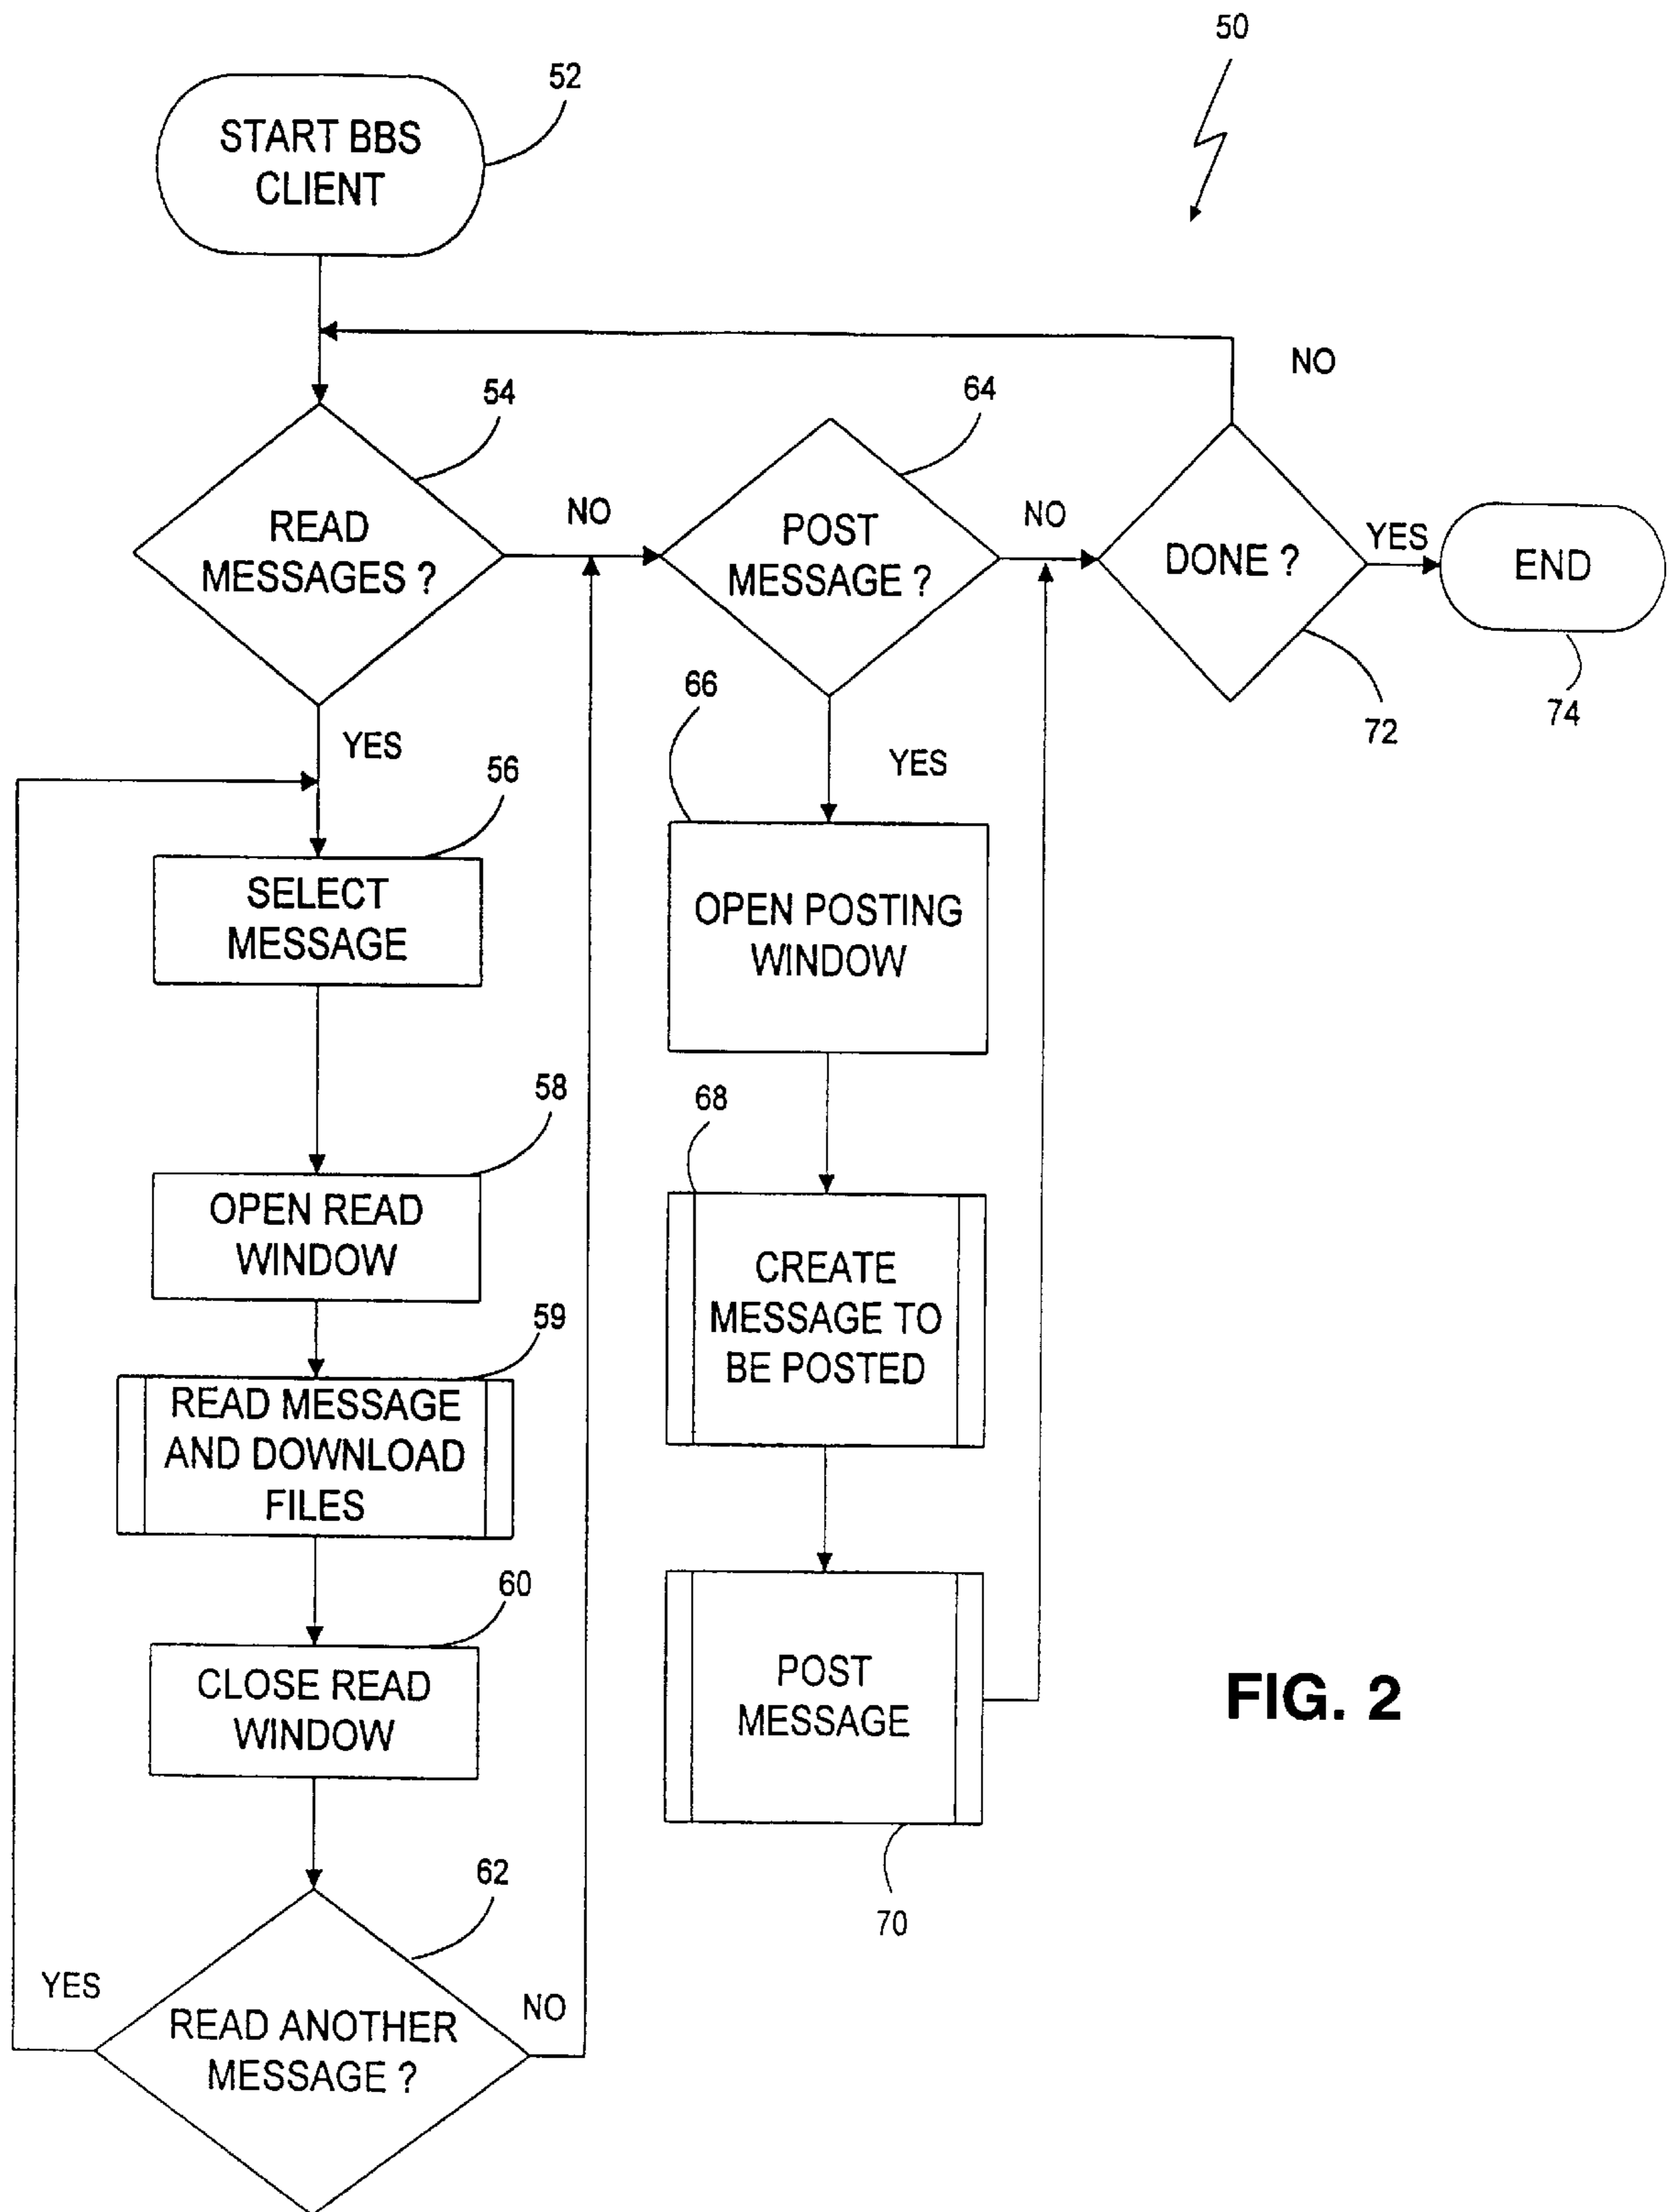 50
52
START BBS
CLIENT
NO
54
64
READ
MESSAGES ?
NO
POST
MESSAGE ?
NO
DONE ?
YES
END
72
74
YES
66
YES
56
SELECT
MESSAGE
OPEN POSTING
WINDOW
58
68
OPEN READ
WINDOW
CREATE
MESSAGE TO
BE POSTED
59
READ MESSAGE
AND DOWNLOAD
FILES
60
CLOSE READ
WINDOW
POST
MESSAGE
FIG. 2
62
70
YES
NO
READ ANOTHER
MESSAGE ?